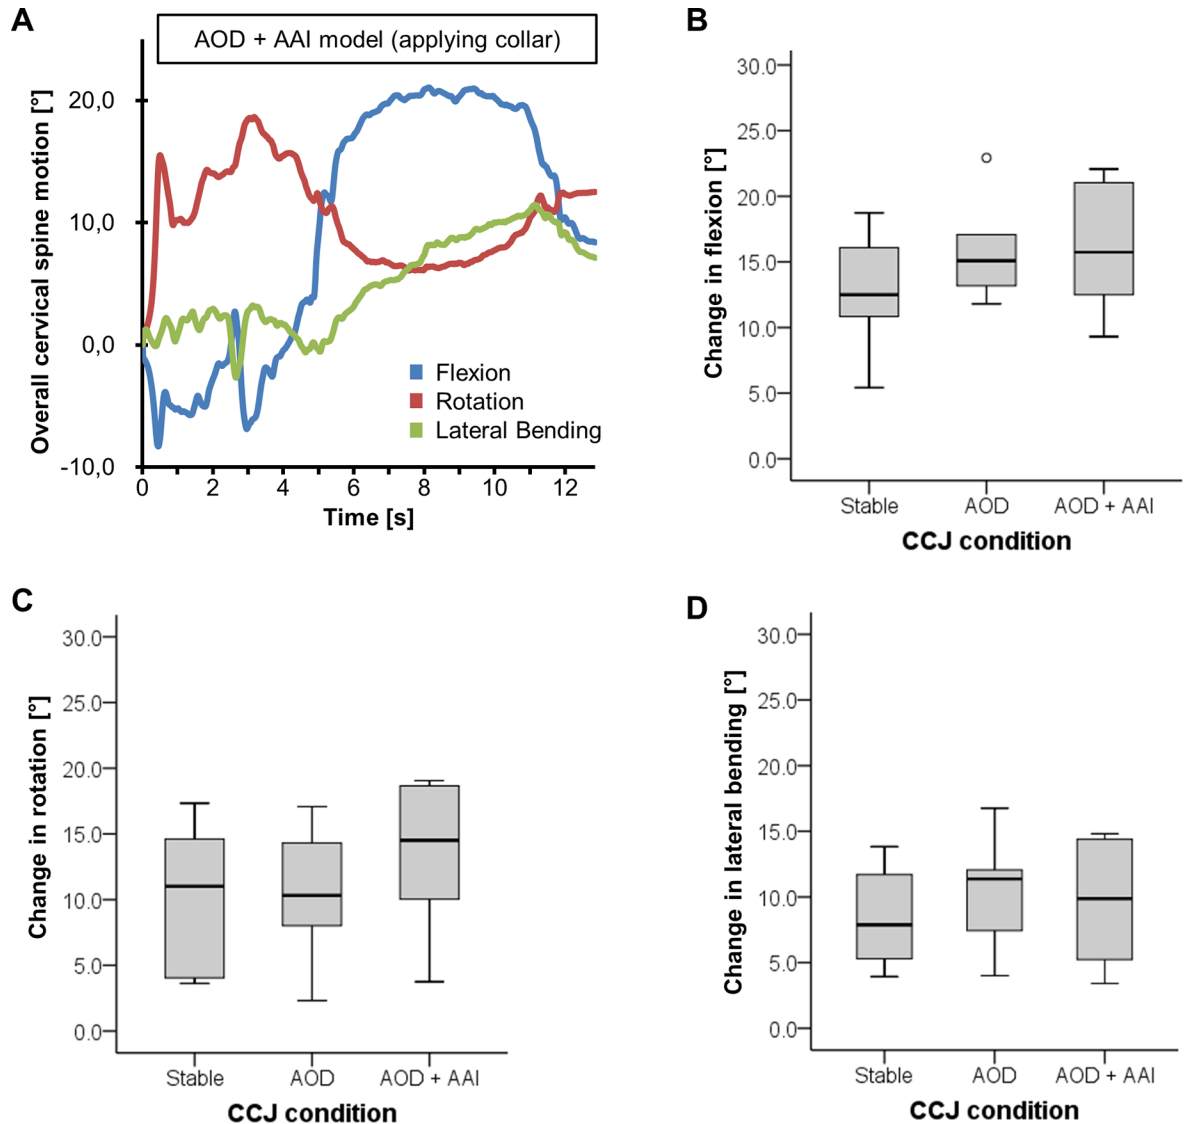 A
AOD + AAI model (applying collar)
Overall cervical spine motion [°]
20,0
10,0
0,0
-10,0
0 2 4 6 8 10 12
Time [s]
Flexion
Rotation
Lateral Bending
B
Change in flexion [°]
30.0
25.0
20.0
15.0
10.0
5.0
0.0
Stable AOD AOD + AAI
CCJ condition
C
Change in rotation [°]
30.0
25.0
20.0
15.0
10.0
5.0
0.0
Stable AOD AOD + AAI
CCJ condition
D
Change in lateral bending [°]
30.0
25.0
20.0
15.0
10.0
5.0
0.0
Stable AOD AOD + AAI
CCJ condition